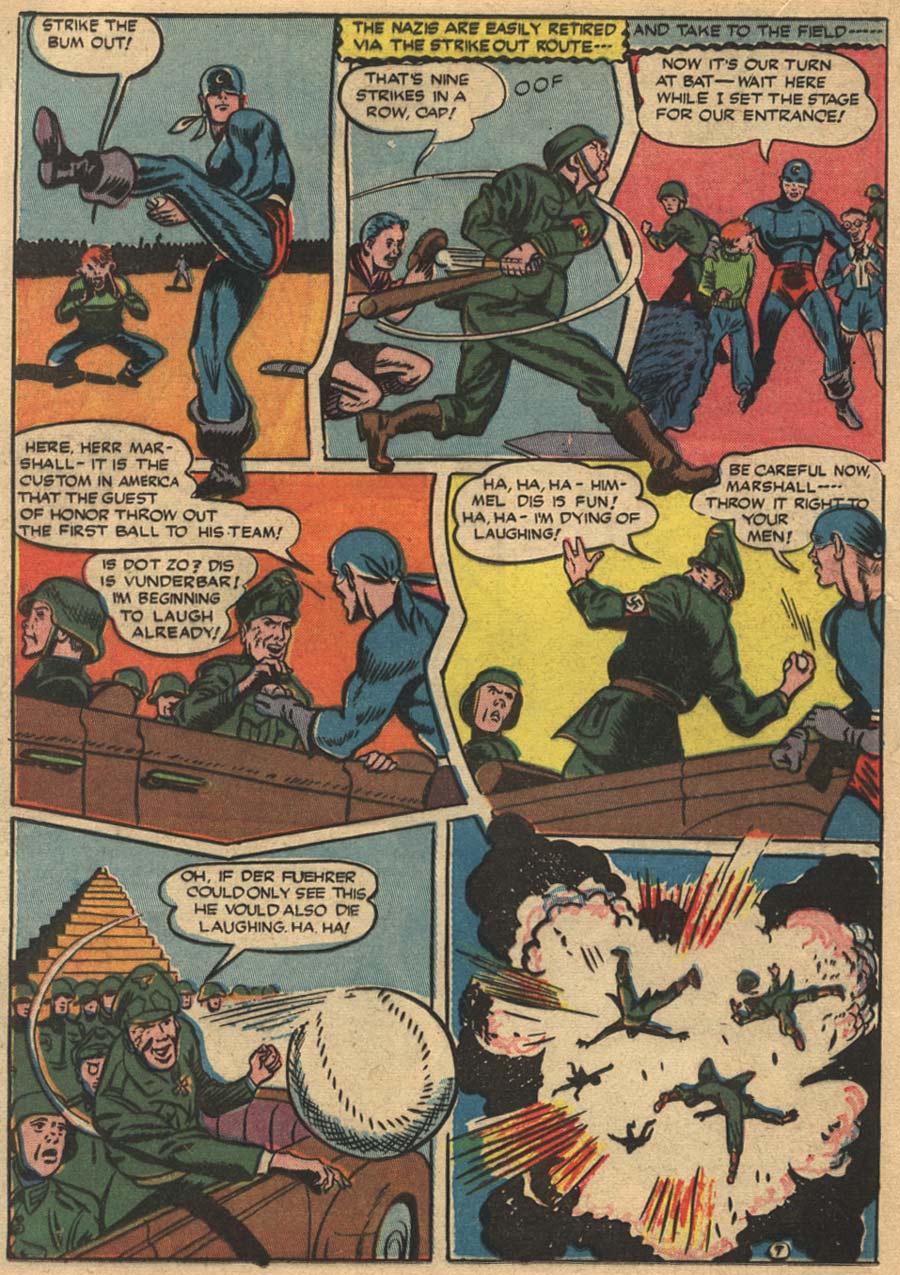 STRIKE THE
BUM OUT!
THE NAZIS ARE EASILY RETIRED
VIA THE STRIKEOUT ROUTE---
THAT'S NINE
STRIKES IN A
ROW, CAP!
OOF
AND TAKE TO THE FIELD-----
NOW IT'S OUR TURN
AT BAT-WAIT HERE
WHILE I SET THE STAGE
FOR OUR ENTRANCE!
C
C
HERE, HERR MAR-
SHALL- IT IS THE
CUSTOM IN AMERICA
THAT THE GUEST
OF HONOR THROW OUT
THE FIRST BALL TO HIS TEAM!
IS DOT ZO? DIS
IS VUNDERBAR!
I'M BEGINNING
TO LAUGH
ALREADY!
HA, HA, HA- HIM-
MEL DIS IS FUN!
HA, HA- I'M DYING OF
LAUGHING!
BE CAREFUL NOW,
MARSHALL----
THROW IT RIGHT TO
YOUR
MEN!
OH, IF DER FUEHRER
COULD ONLY SEE THIS,
HE VOULD ALSO DIE
LAUGHING. HA. HA!
7